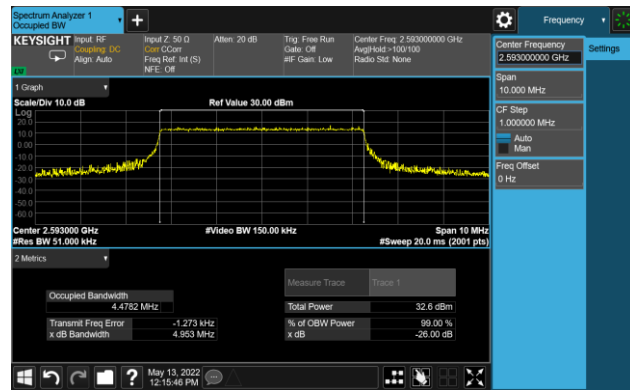 Spectrum Analyzer 1
Occupied BW
Frequency
KEYSIGHT
Input: RF
Coupling: DC
Align: Auto
Input Z: 50 Ω
Corr CCorr
Freq Ref: Int (S)
NFE: Off
Atten: 20 dB
Trig: Free Run
Gate: Off
#IF Gain: Low
Center Freq: 2.593000000 GHz
Avg|Hold:>100/100
Radio Std: None
Center Frequency
2.593000000 GHz
Settings
Span
10.000 MHz
CF Step
1.000000 MHz
Auto
Man
Freq Offset
0 Hz
1 Graph
Scale/Div 10.0 dB
Ref Value 30.00 dBm
Log
20.0
10.0
0.00
-10.0
-20.0
-30.0
-40.0
-50.0
-60.0
Center 2.593000 GHz
#Video BW 150.00 kHz
Span 10 MHz
#Res BW 51.000 kHz
#Sweep 20.0 ms (2001 pts)
2 Metrics
Measure Trace
Trace 1
Occupied Bandwidth
4.4782 MHz
Total Power
32.6 dBm
Transmit Freq Error
-1.273 kHz
% of OBW Power
99.00 %
x dB Bandwidth
4.953 MHz
x dB
-26.00 dB
May 13, 2022
12:15:46 PM